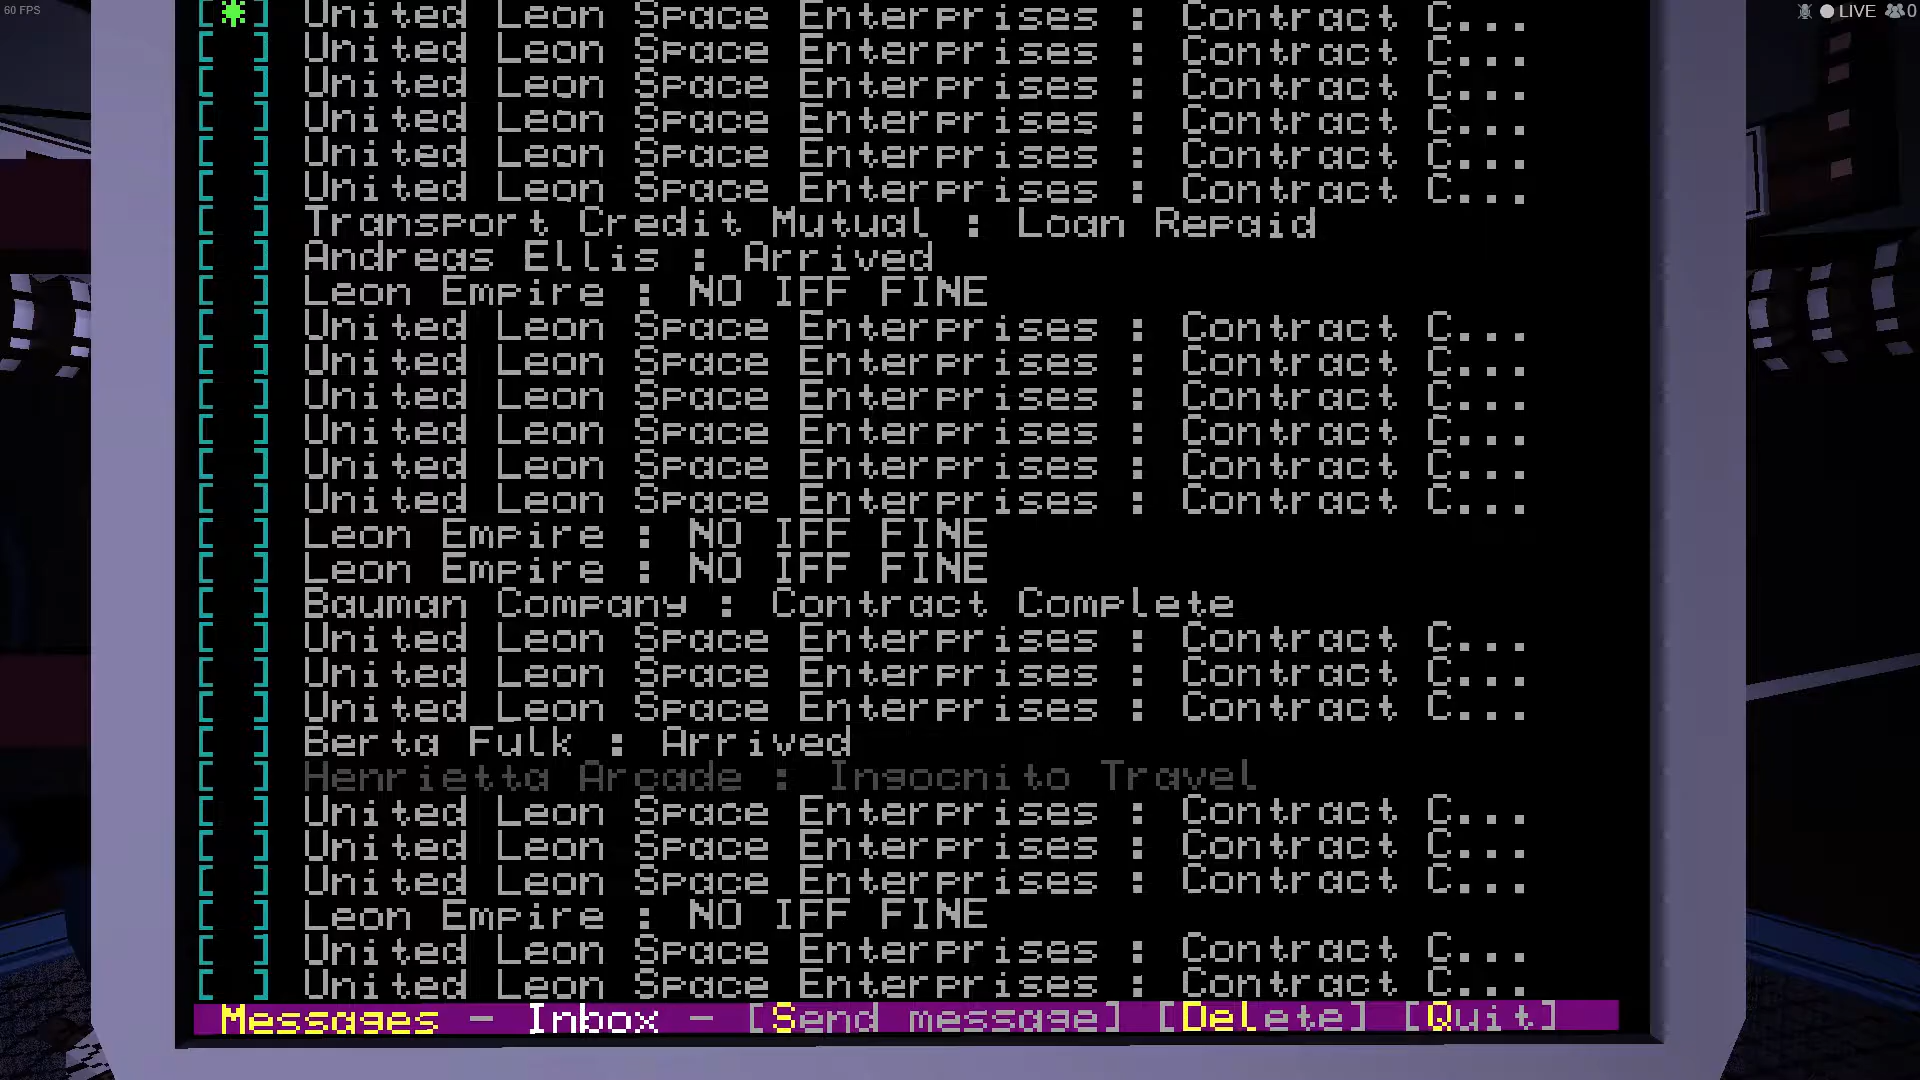 60 FPS
LIVE 0
[*] United Leon Space Enterprises : Contract C...
[ ] United Leon Space Enterprises : Contract C...
[ ] United Leon Space Enterprises : Contract C...
[ ] United Leon Space Enterprises : Contract C...
[ ] United Leon Space Enterprises : Contract C...
[ ] United Leon Space Enterprises : Contract C...
[ ] Transport Credit Mutual : Loan Repaid
[ ] Andreas Ellis : Arrived
[ ] Leon Empire : NO IFF FINE
[ ] United Leon Space Enterprises : Contract C...
[ ] United Leon Space Enterprises : Contract C...
[ ] United Leon Space Enterprises : Contract C...
[ ] United Leon Space Enterprises : Contract C...
[ ] United Leon Space Enterprises : Contract C...
[ ] United Leon Space Enterprises : Contract C...
[ ] Leon Empire : NO IFF FINE
[ ] Leon Empire : NO IFF FINE
[ ] Bauman Company : Contract Complete
[ ] United Leon Space Enterprises : Contract C...
[ ] United Leon Space Enterprises : Contract C...
[ ] United Leon Space Enterprises : Contract C...
[ ] Berta Fulk : Arrived
[ ] Henrietta Arcade : Ingocnito Travel
[ ] United Leon Space Enterprises : Contract C...
[ ] United Leon Space Enterprises : Contract C...
[ ] United Leon Space Enterprises : Contract C...
[ ] Leon Empire : NO IFF FINE
[ ] United Leon Space Enterprises : Contract C...
[ ] United Leon Space Enterprises : Contract C...
Messages - Inbox - [Send message] [Delete] [Quit]